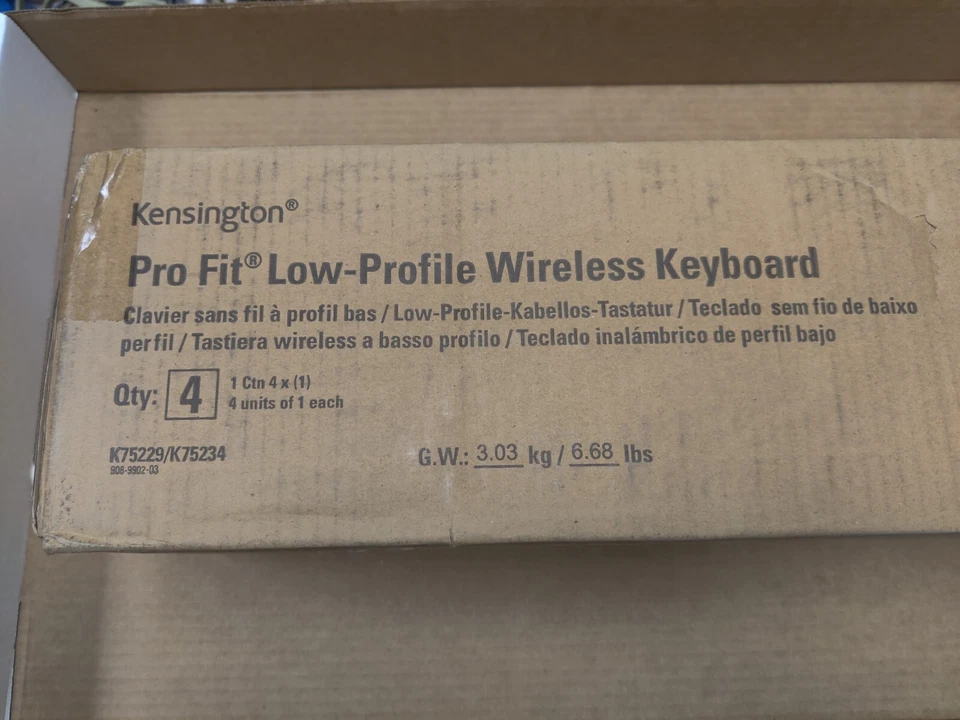 Kensington®
Pro Fit® Low-Profile Wireless Keyboard
Clavier sans fil à profil bas / Low-Profile-Kabellos-Tastatur / Teclado sem fio de baixo
perfil / Tastiera wireless a basso profilo / Teclado inalámbrico de perfil bajo
Qty: 4 1 Ctn 4 x (1)
4 units of 1 each
K75229/K75234
908-9902-03
G.W.: 3.03 kg / 6.68 lbs